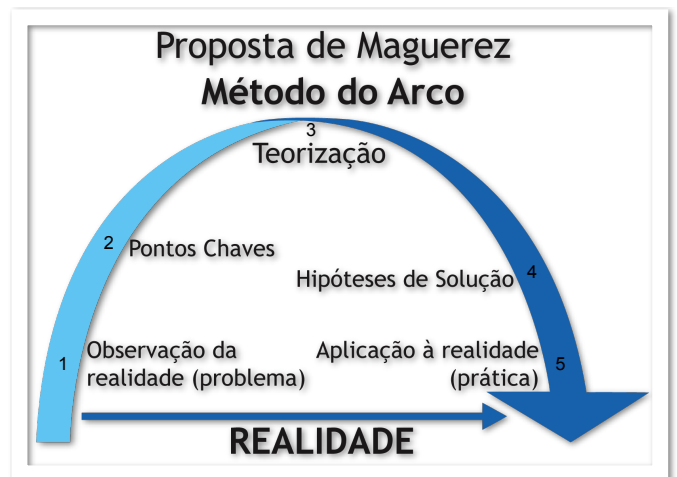 Proposta de Maguerez
Método do Arco
3
Teorização
2 Pontos Chaves
Hipóteses de Solução 4
1 Observação da
realidade (problema)
Aplicação à realidade 5
(prática)
REALIDADE